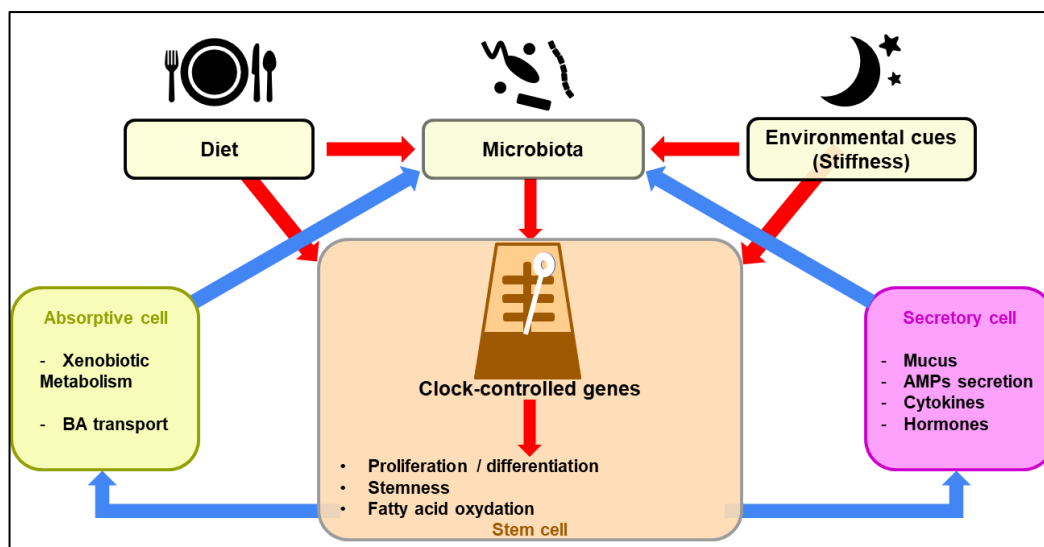 Diet
Microbiota
Environmental cues
(Stiffness)
Absorptive cell
- Xenobiotic
Metabolism
- BA transport
Clock-controlled genes
• Proliferation / differentiation
• Stemness
• Fatty acid oxydation
Stem cell
Secretory cell
- Mucus
- AMPs secretion
- Cytokines
- Hormones